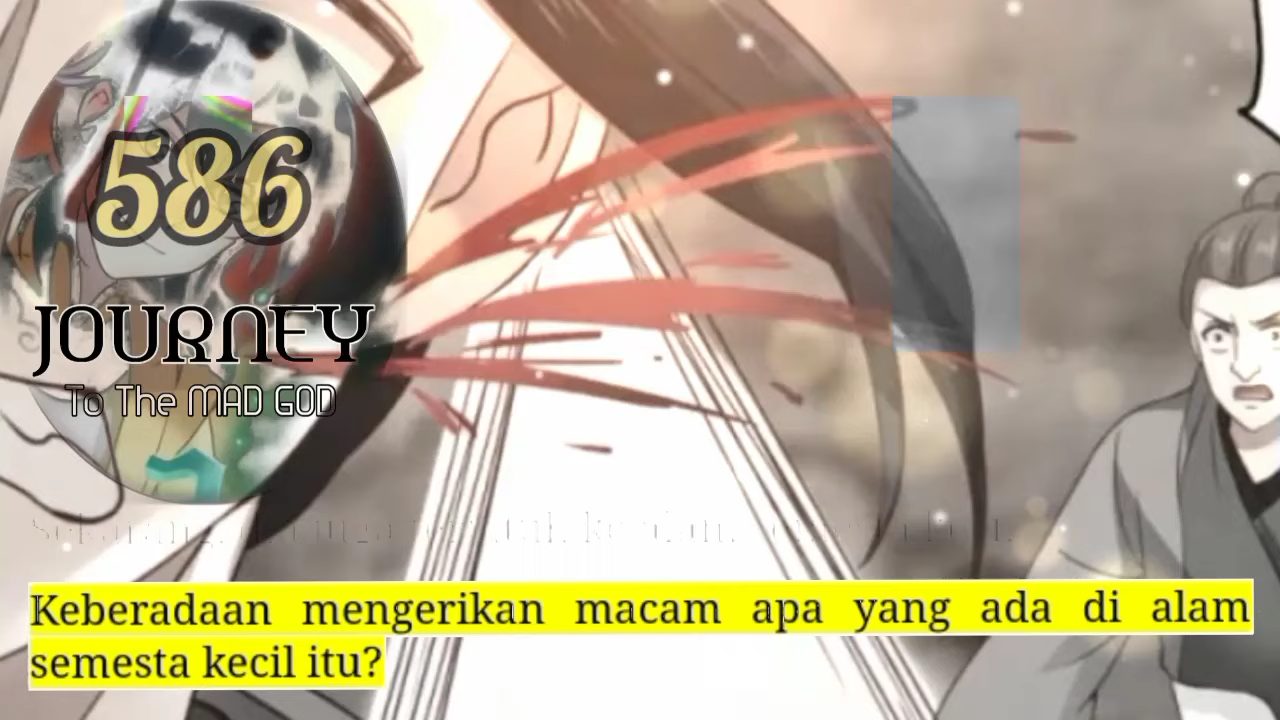 586
JOURNEY
To The MAD GOD
Keberadaan mengerikan macam apa yang ada di alam
semesta kecil itu?